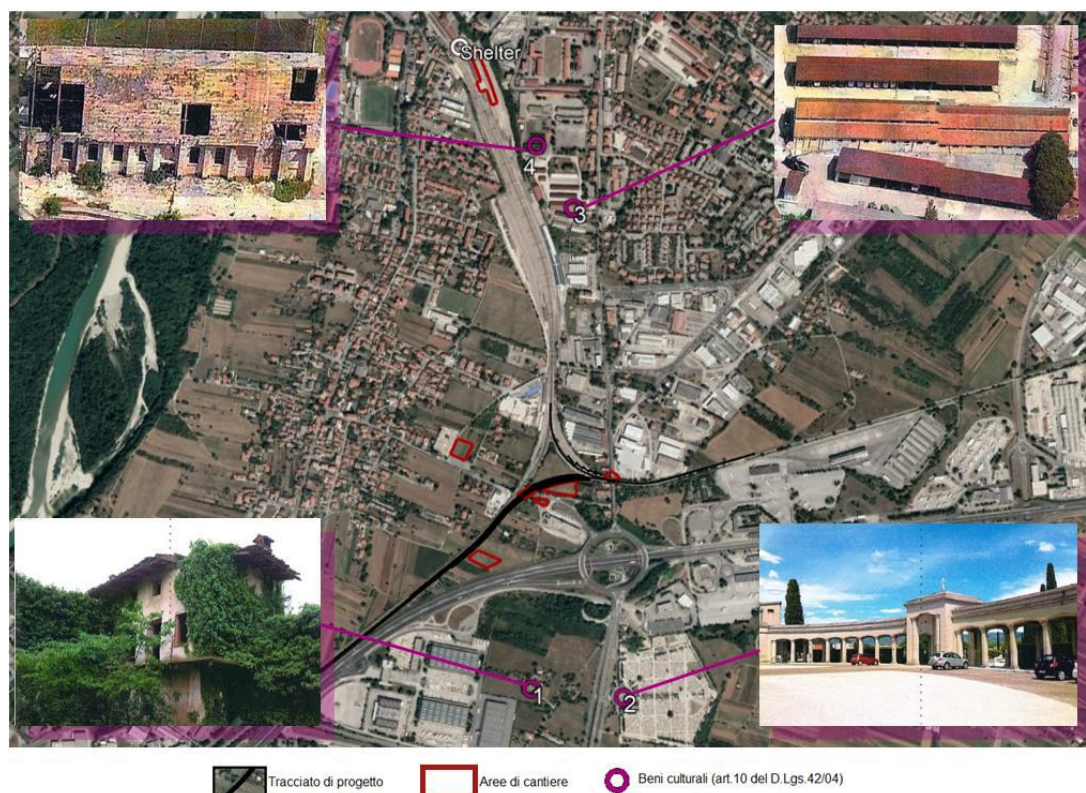 Shelter
4
3
1
2
Tracciato di progetto
Aree di cantiere
Beni culturali (art.10 del D.Lgs.42/04)